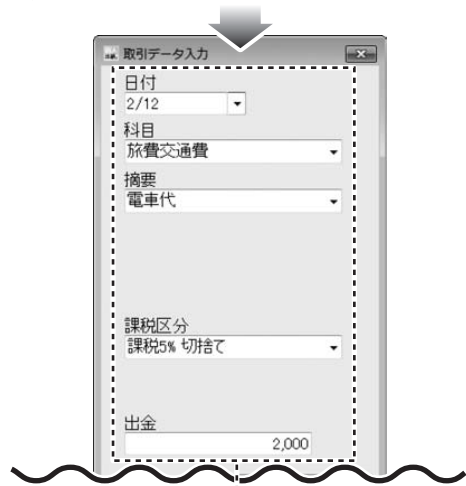 取引データ入力
日付
2/12
科目
旅費交通費
摘要
電車代
課税区分
課税5% 切捨て
出金
2,000